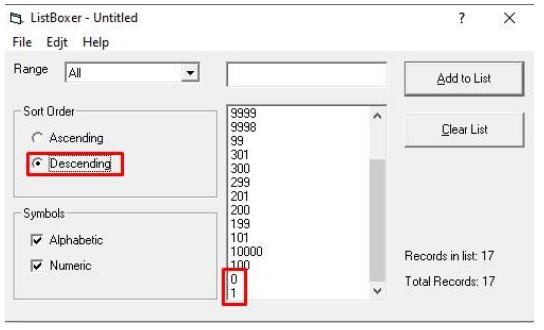 ListBoxer - Untitled
?
File Edjt Help
Range All
Add to List
Sort Order
Ascending
Descending
Symbols
Alphabetic
Numeric
9999
9998
99
301
300
299
201
200
199
101
10000
100
0
1
Clear List
Records in list: 17
Total Records: 17